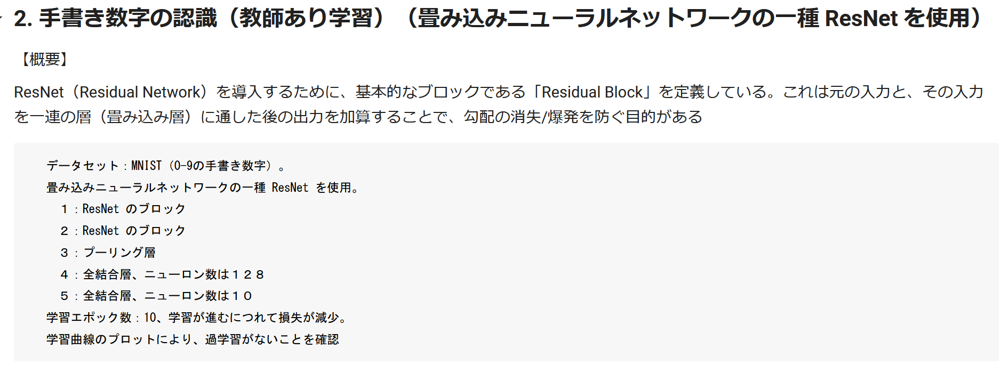 2. 手書き数字の認識（教師あり学習）（畳み込みニューラルネットワークの一種 ResNet を使用）
【概要】
ResNet（Residual Network）を導入するために、基本的なブロックである「Residual Block」を定義している。これは元の入力と、その入力
を一連の層（畳み込み層）に通した後の出力を加算することで、勾配の消失/爆発を防ぐ目的がある
データセット：MNIST（0-9の手書き数字）。
畳み込みニューラルネットワークの一種 ResNet を使用。
１：ResNet のブロック
２：ResNet のブロック
３：プーリング層
４：全結合層、ニューロン数は１２８
５：全結合層、ニューロン数は１０
学習エポック数：10、学習が進むにつれて損失が減少。
学習曲線のプロットにより、過学習がないことを確認